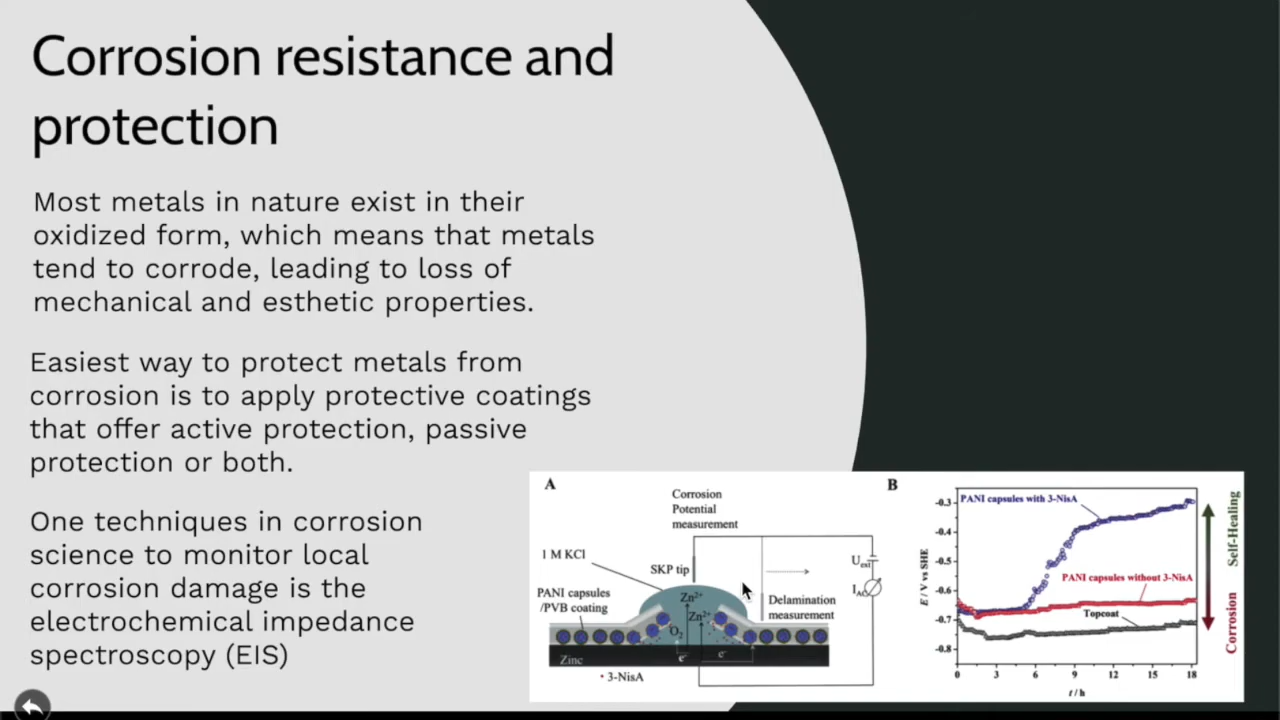 Corrosion resistance and
protection
Most metals in nature exist in their
oxidized form, which means that metals
tend to corrode, leading to loss of
mechanical and esthetic properties.
Easiest way to protect metals from
corrosion is to apply protective coatings
that offer active protection, passive
protection or both.
One techniques in corrosion
science to monitor local
corrosion damage is the
electrochemical impedance
spectroscopy (EIS)
A
Corrosion
Potential
measurement
1 M KCl
SKP tip
PANI capsules
/PVB coating
Zn²⁺
Zn²⁺
O₂
e⁻
e⁻
Zinc
• 3-NisA
Delamination
measurement
B
PANI capsules with 3-NisA
PANI capsules without 3-NisA
Topcoat
E / V vs SHE
-0.3
-0.4
-0.5
-0.6
-0.7
-0.8
0 3 6 9 12 15 18
t / h
Self-Healing
Corrosion